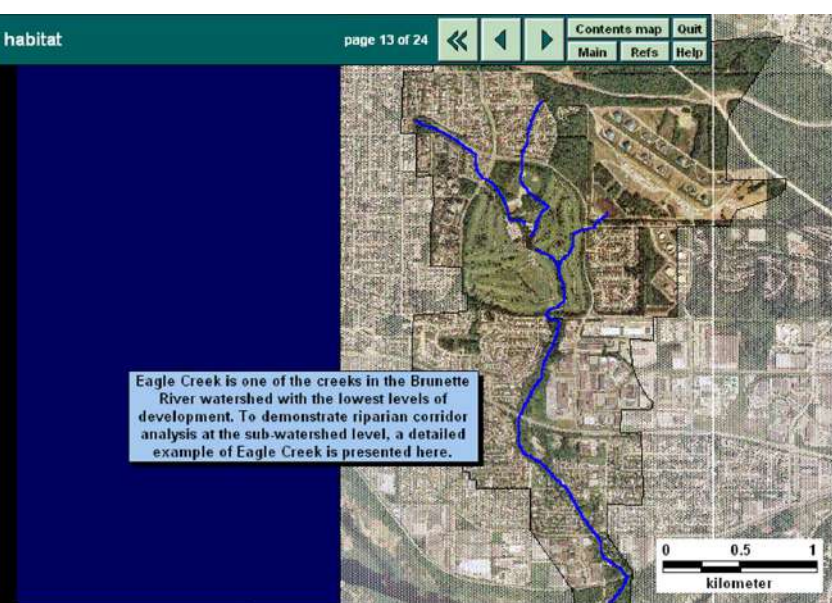 habitat
page 13 of 24
Contents map
Quit
Main
Refs
Help
Eagle Creek is one of the creeks in the Brunette
River watershed with the lowest levels of
development. To demonstrate riparian corridor
analysis at the sub-watershed level, a detailed
example of Eagle Creek is presented here.
0 0.5 1
kilometer